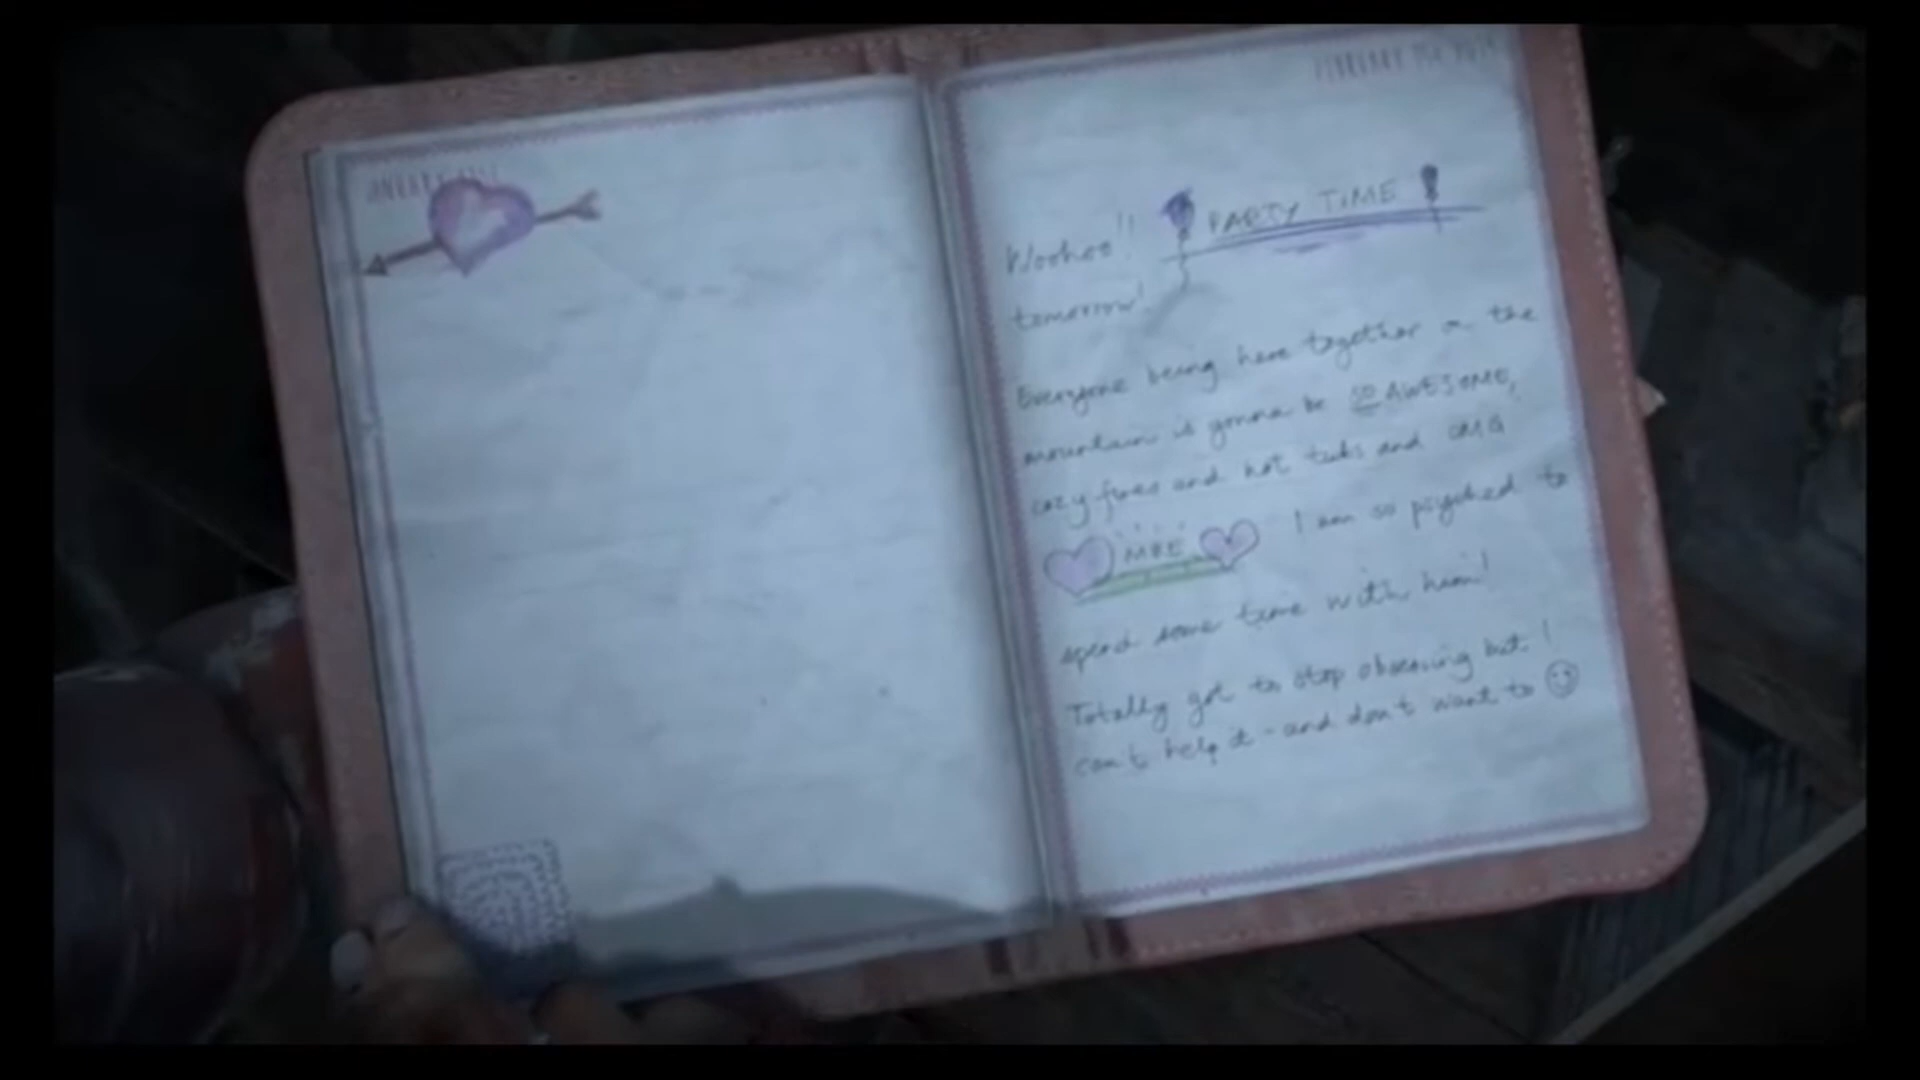 Woohoo!! PARTY TIME!
tomorrow!
Everyone being here together on the
mountain is gonna be so AWESOME,
cozy fires and hot tubs and OMG
MIKE I am so psyched to
spend some time with him!
Totally got to stop obsessing but I
can't help it - and don't want to